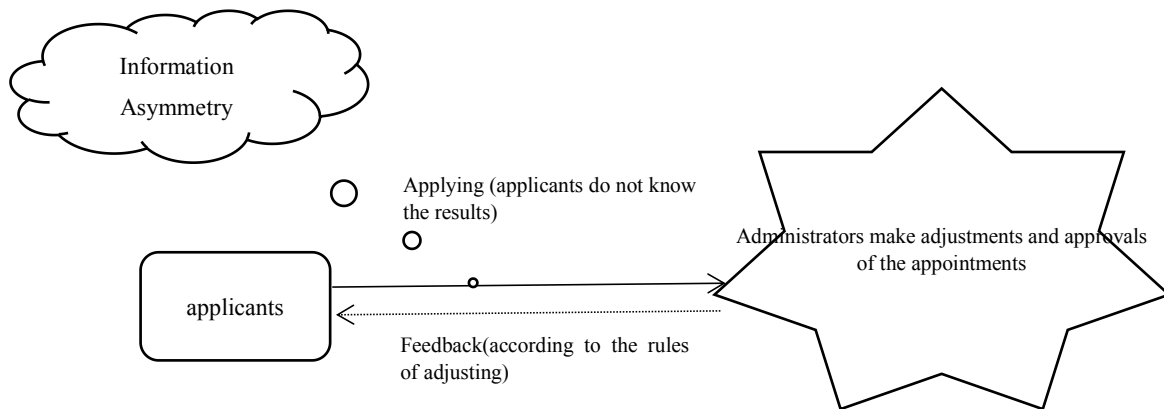 Information
Asymmetry
Applying (applicants do not know
the results)
Administrators make adjustments and approvals
of the appointments
applicants
Feedback(according to the rules
of adjusting)